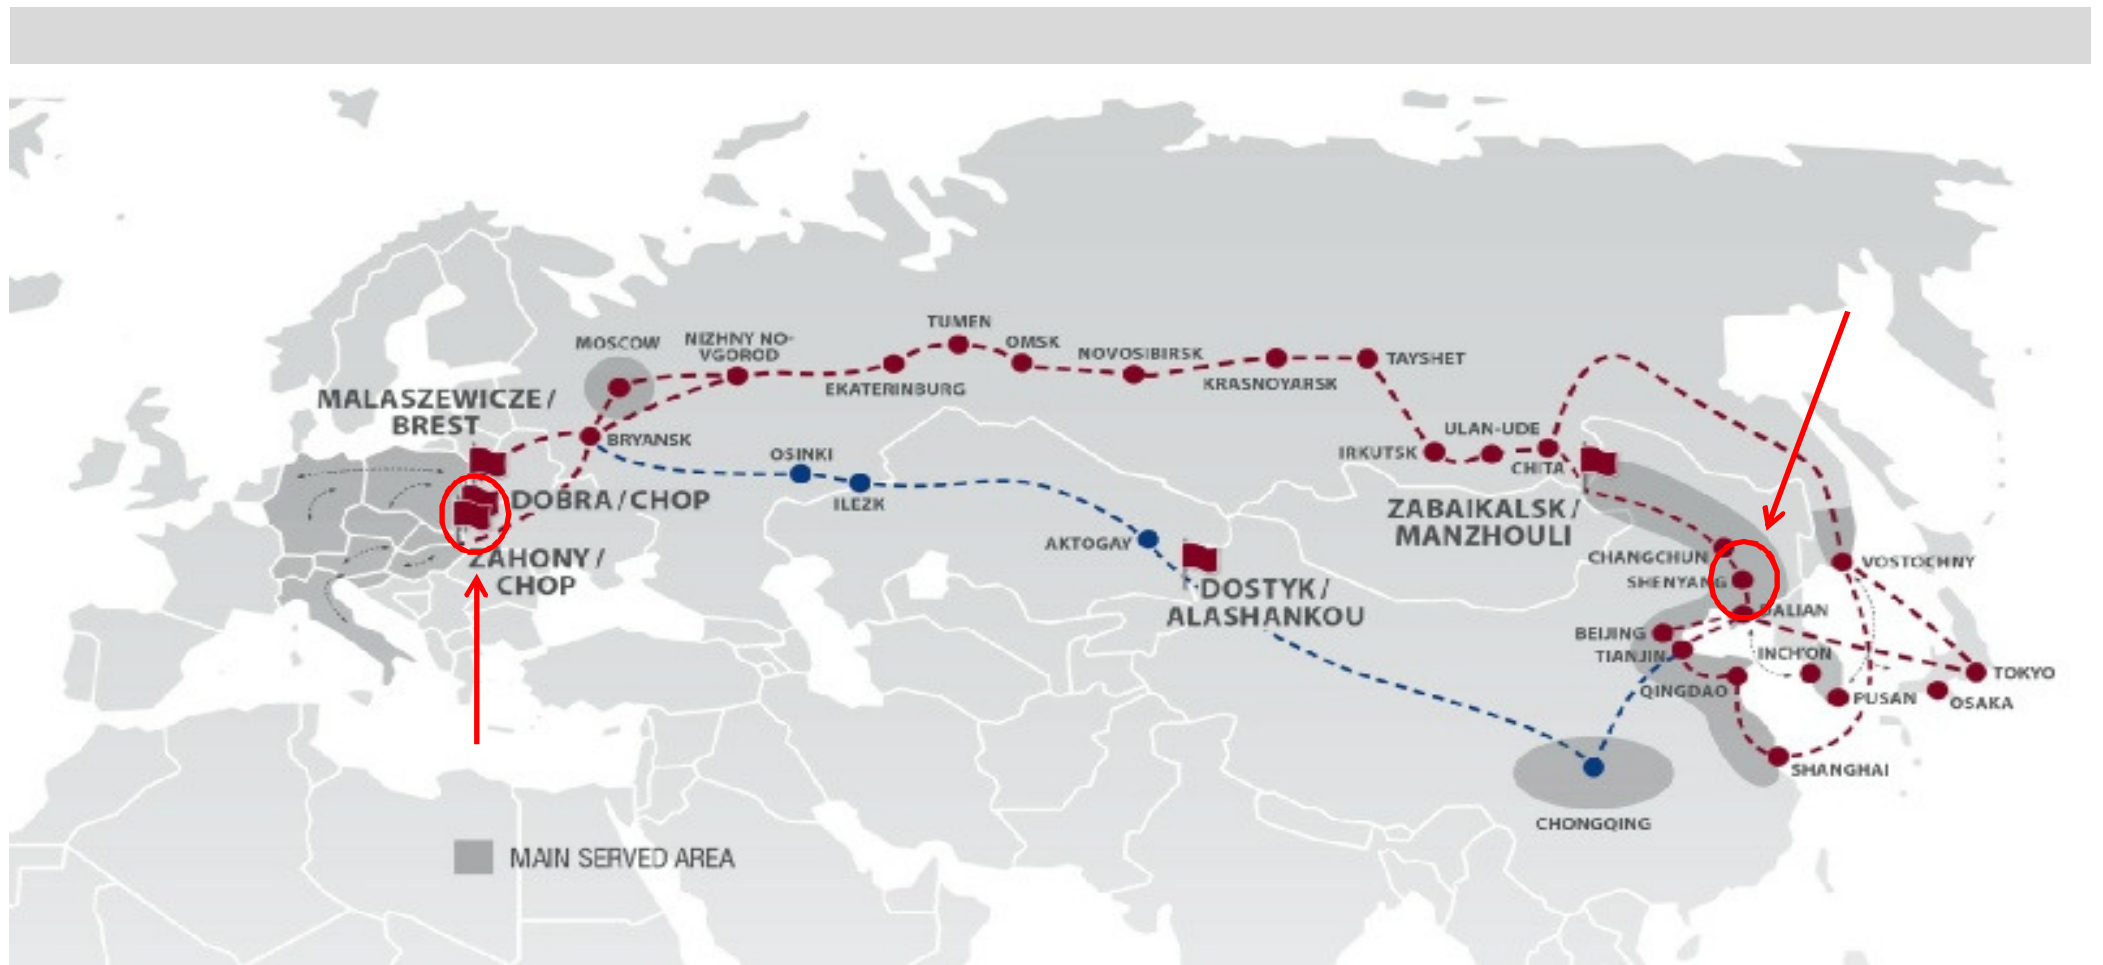 TUMEN
MOSCOW
NIZHNY NO-
VGOROD
OMSK
NOVOSIBIRSK
TAYSHET
EKATERINBURG
KRASNOYARSK
MALASZEWICZE /
BREST
BRYANSK
ULAN-UDE
OSINKI
IRKUTSK
CHITA
DOBRA / CHOP
ILEZK
ZABAIKALSK /
MANZHOULI
AKTOGAY
CHANGCHUN
VOSTOCHNY
ZAHONY /
CHOP
SHENYANG
DOSTYK /
ALASHANKOU
DALIAN
BEIJING
TIANJIN
INCH'ON
TOKYO
QINGDAO
PUSAN
OSAKA
SHANGHAI
CHONGQING
MAIN SERVED AREA